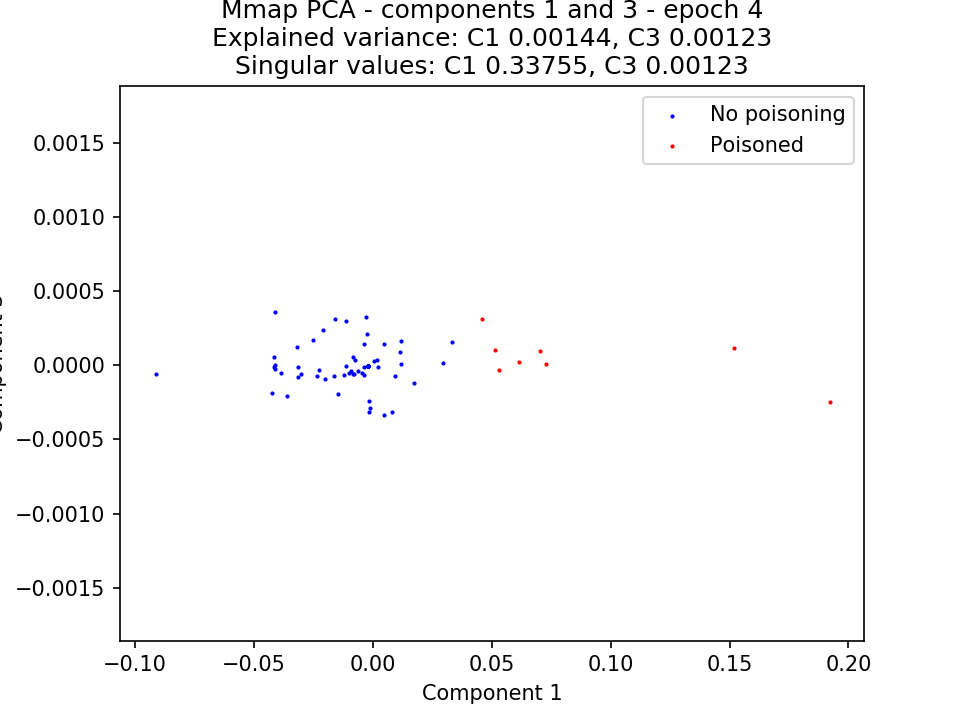 Mmap PCA - components 1 and 3 - epoch 4
Explained variance: C1 0.00144, C3 0.00123
Singular values: C1 0.33755, C3 0.00123
No poisoning
Poisoned
0.0015
0.0010
0.0005
0.0000
−0.0005
−0.0010
−0.0015
−0.10 −0.05 0.00 0.05 0.10 0.15 0.20
Component 1